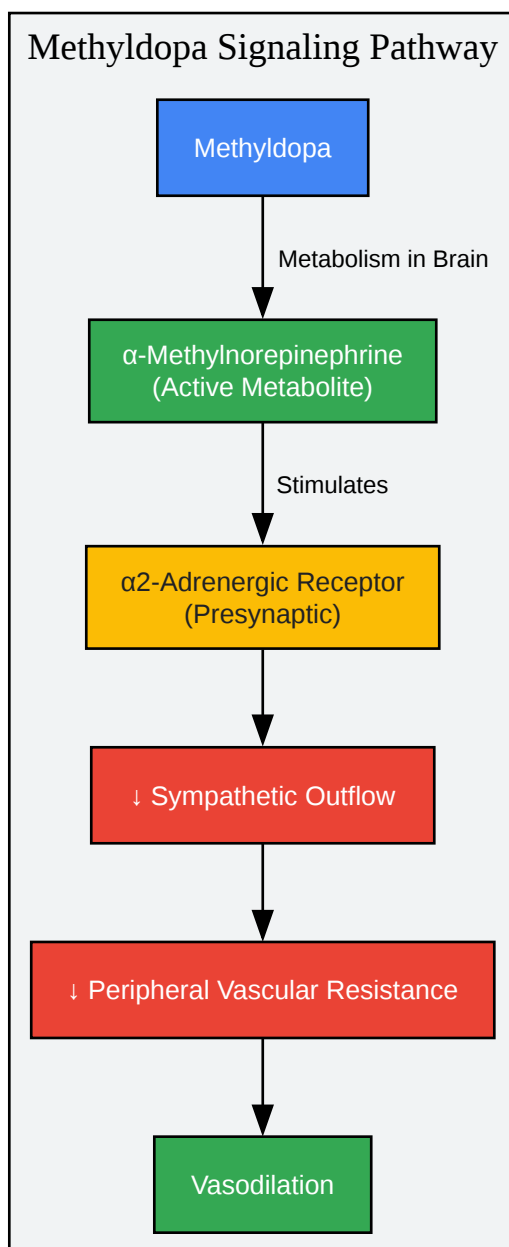 Methyldopa Signaling Pathway
Methyldopa
Metabolism in Brain
α-Methylnorepinephrine
(Active Metabolite)
Stimulates
α2-Adrenergic Receptor
(Presynaptic)
↓ Sympathetic Outflow
↓ Peripheral Vascular Resistance
Vasodilation